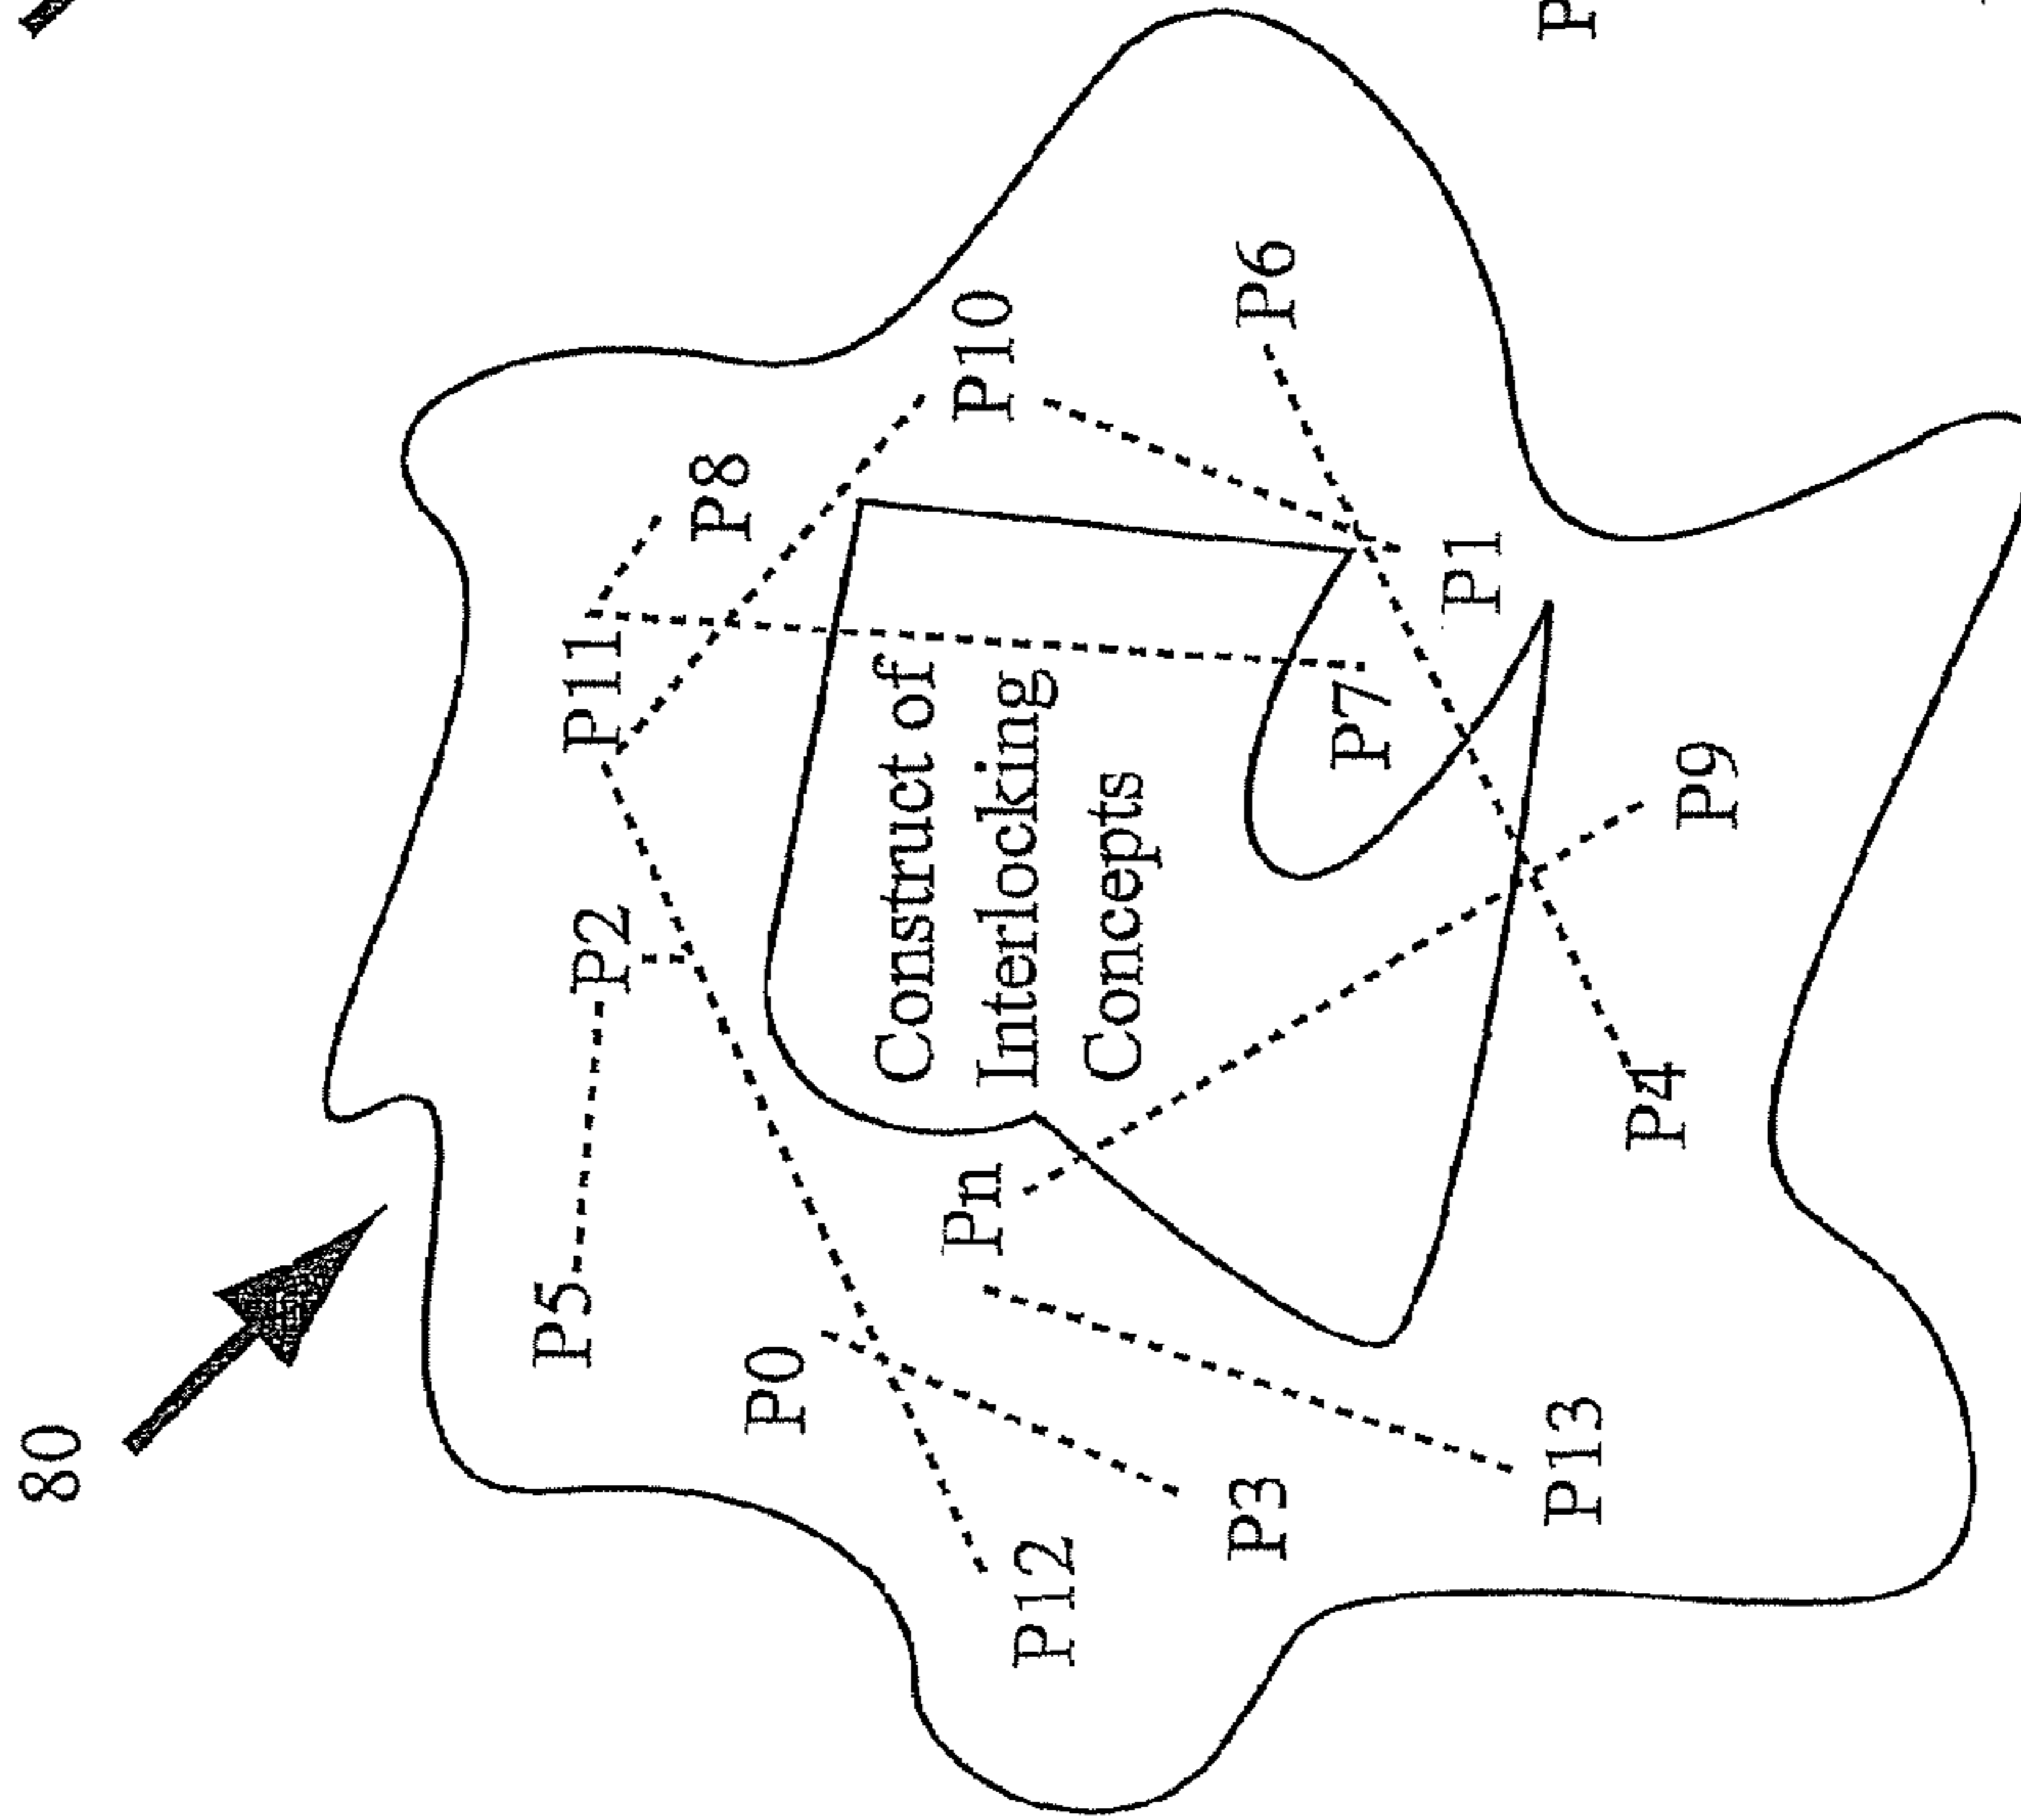 80
P5
P2
P11
P8
P0
Construct of
Interlocking
Concepts
Pn
P10
P12
P3
P6
P7
P1
P13
P
P4
P9